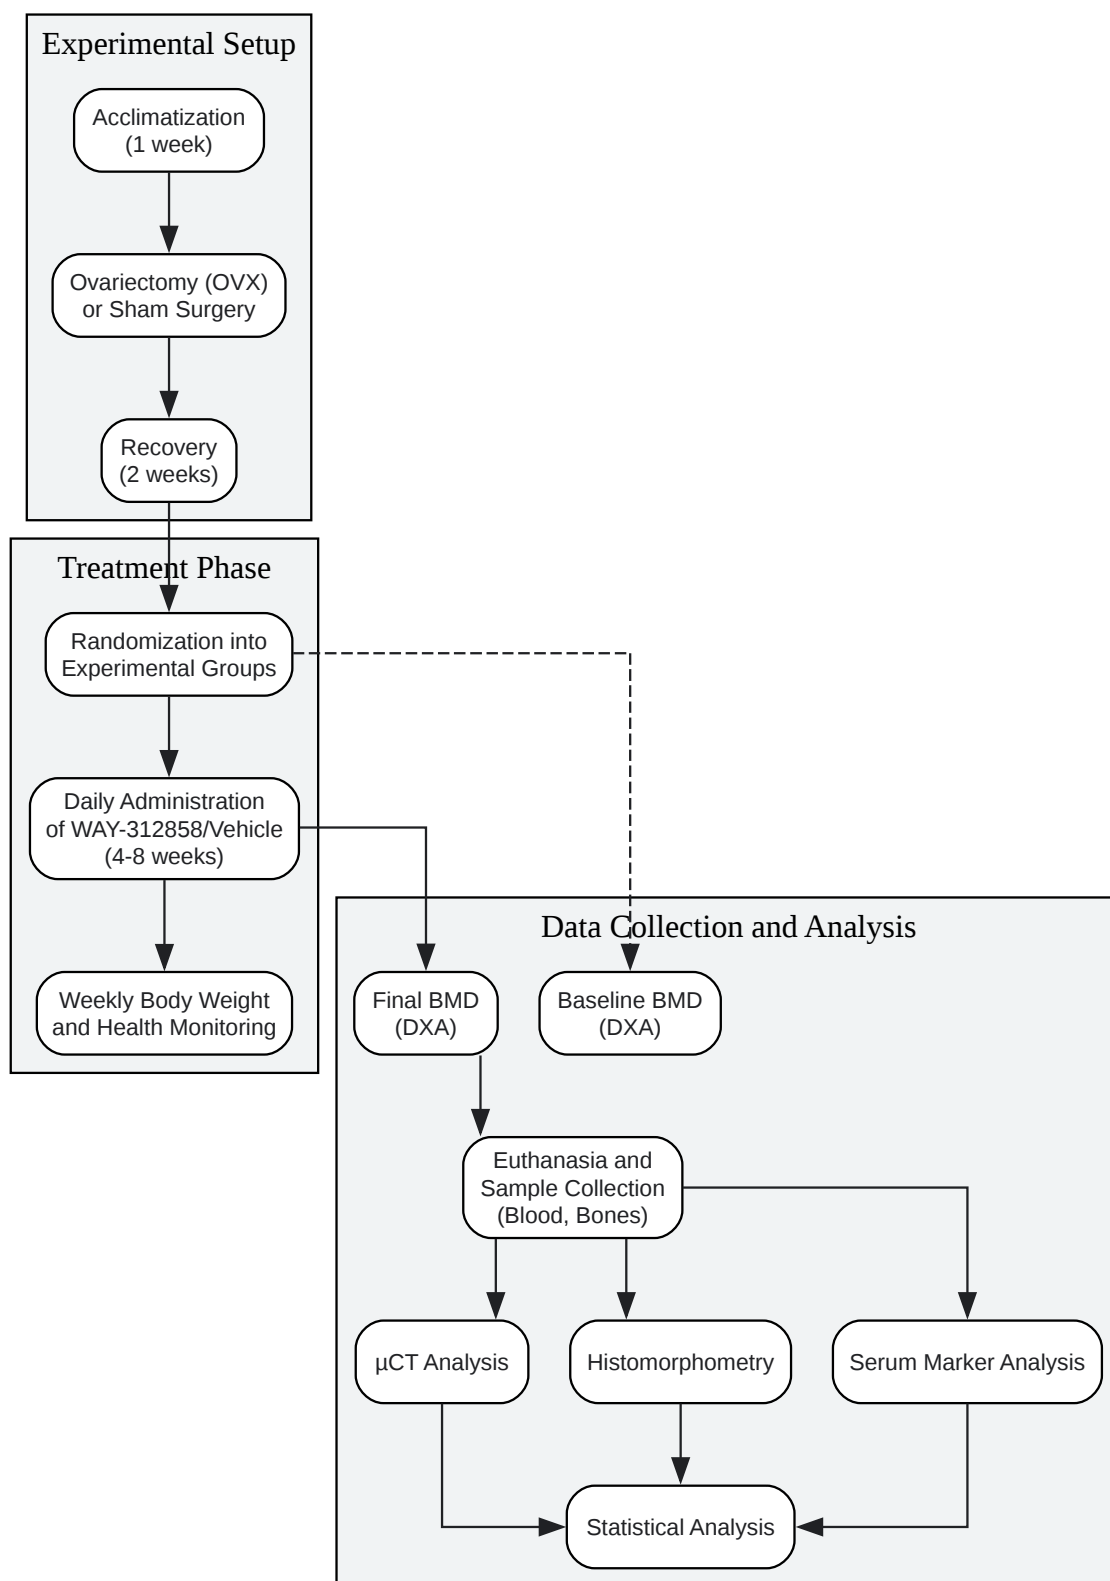 Experimental Setup
Acclimatization
(1 week)
Ovariectomy (OVX)
or Sham Surgery
Recovery
(2 weeks)
Treatment Phase
Randomization into
Experimental Groups
Daily Administration
of WAY-312858/Vehicle
(4-8 weeks)
Weekly Body Weight
and Health Monitoring
Data Collection and Analysis
Final BMD
(DXA)
Baseline BMD
(DXA)
Euthanasia and
Sample Collection
(Blood, Bones)
µCT Analysis
Histomorphometry
Serum Marker Analysis
Statistical Analysis